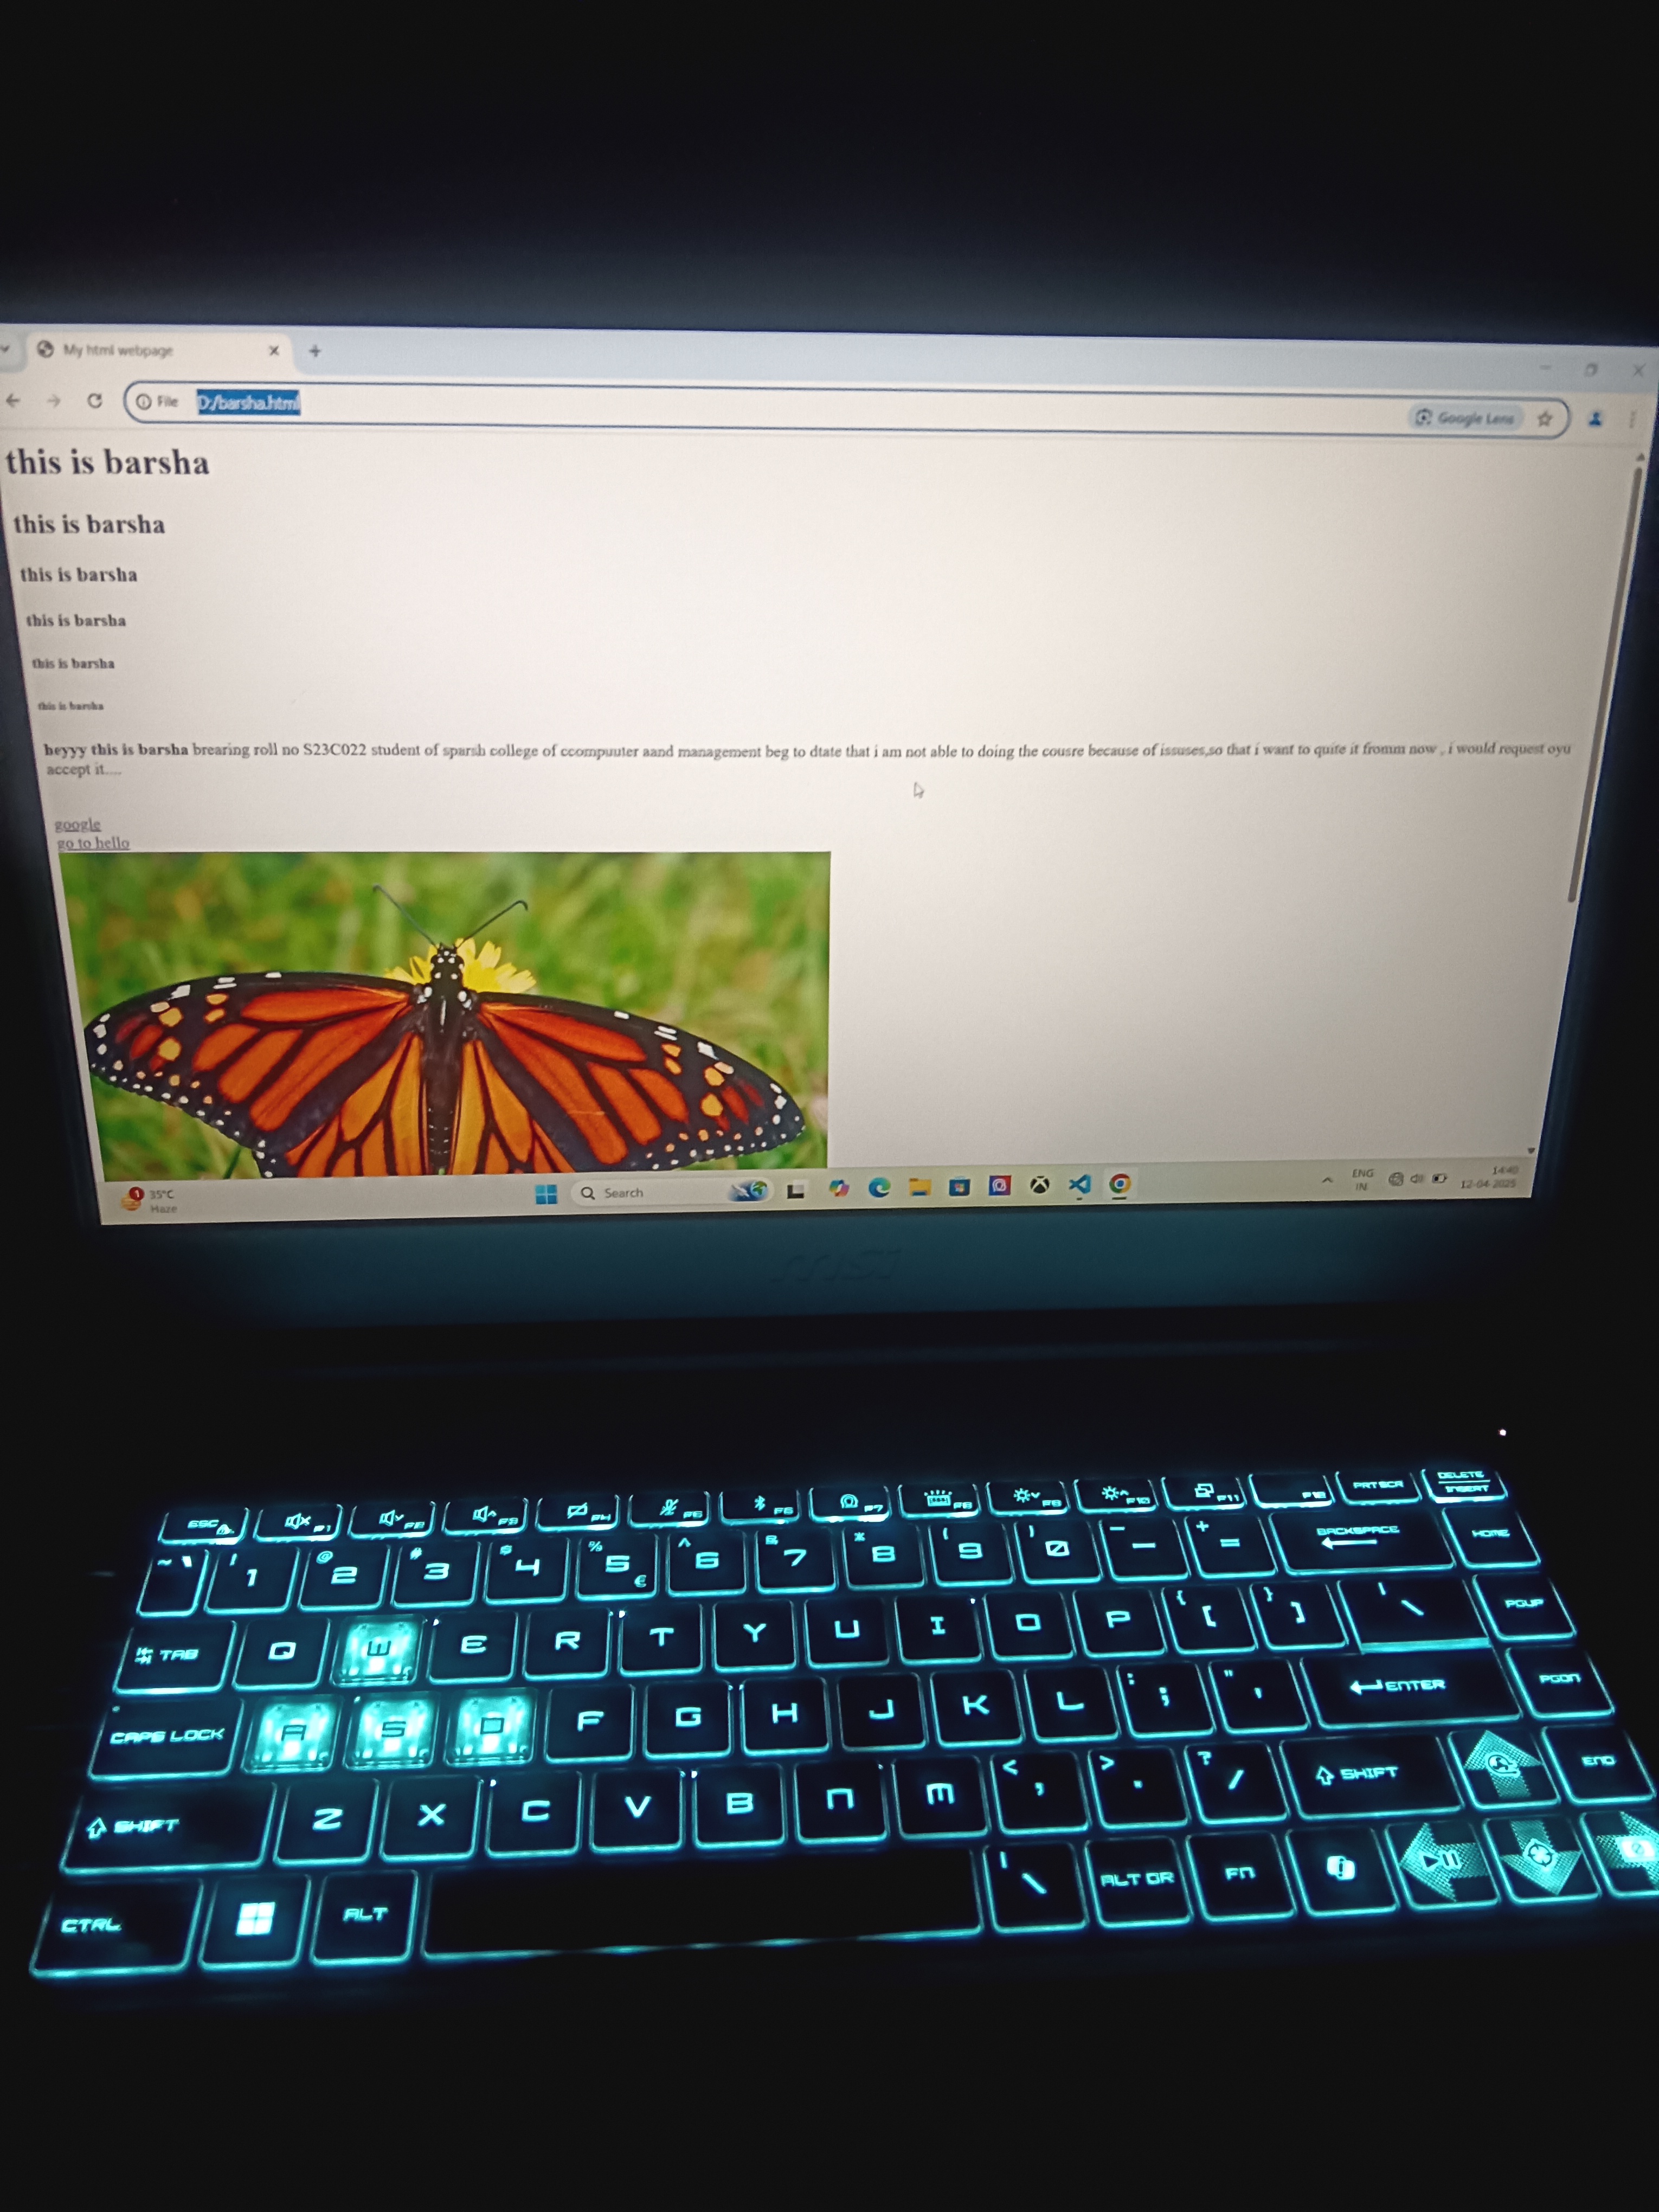 My html webpage
File D:/barsha.html
Google Lens
this is barsha
this is barsha
this is barsha
this is barsha
this is barsha
this is barsha
heyyy this is barsha brearing roll no S23C022 student of sparsh college of ccompuuter aand management beg to dtate that i am not able to doing the cousre because of issuses,so that i want to quite it fromm now , i would request oyu
accept it....
google
go to hello
1 35°C
Haze
Search
ENG
IN
14:40
12-04-2025
msi
ESC F1 F2 F3 F4 F5 F6 F7 F8 F9 F10 F11 F12 PRTSCR DELETE
INSERT
~ ` ! 1 @ 2 # 3 $ 4 % 5 € ^ 6 & 7 * 8 ( 9 ) 0 _ - + = BACKSPACE HOME
TAB Q W E R T Y U I O P { [ } ] | \ PGUP
CAPS LOCK A S D F G H J K L : ; " ' ENTER PGDN
SHIFT Z X C V B N M < , > . ? / SHIFT END
CTRL ALT | \ ALT GR FN